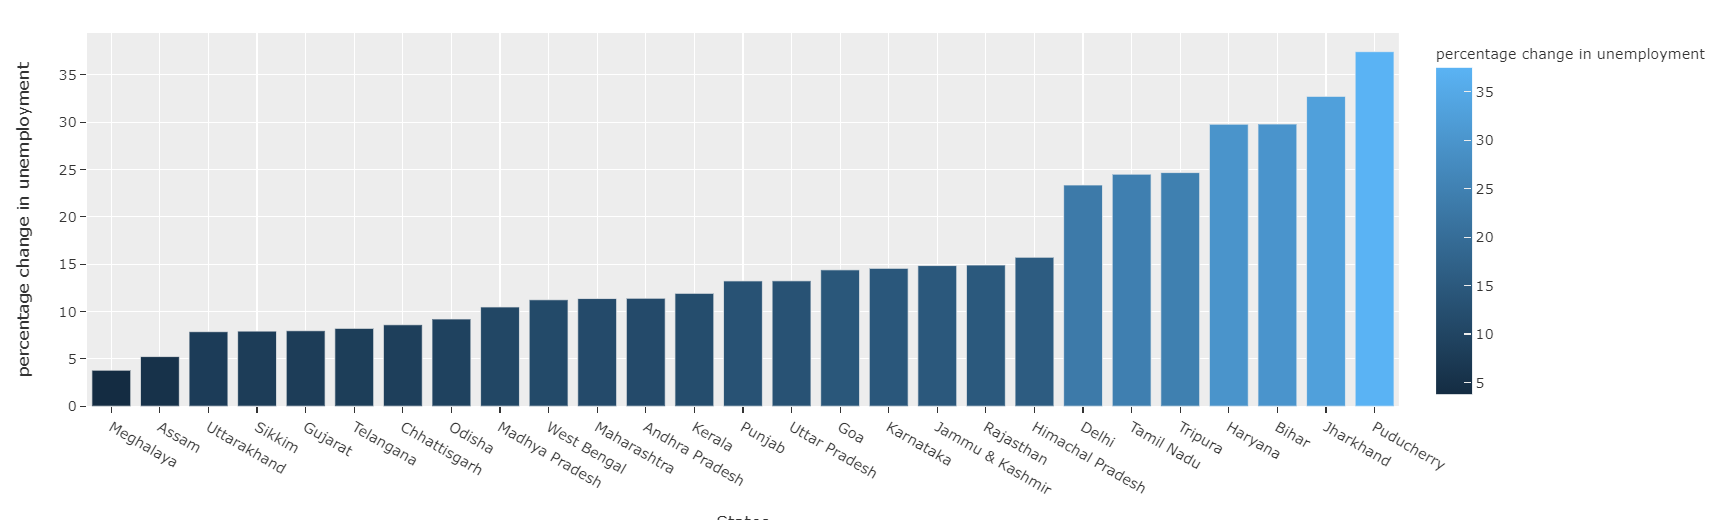 percentage change in unemployment
35
30
25
20
15
10
5
0
Meghalaya
Assam
Uttarakhand
Sikkim
Gujarat
Telangana
Chhattisgarh
Odisha
Madhya Pradesh
West Bengal
Maharashtra
Andhra Pradesh
Kerala
Punjab
Uttar Pradesh
Goa
Karnataka
Jammu & Kashmir
Rajasthan
Himachal Pradesh
Delhi
Tamil Nadu
Tripura
Haryana
Bihar
Jharkhand
Puducherry
States
percentage change in unemployment
35
30
25
20
15
10
5